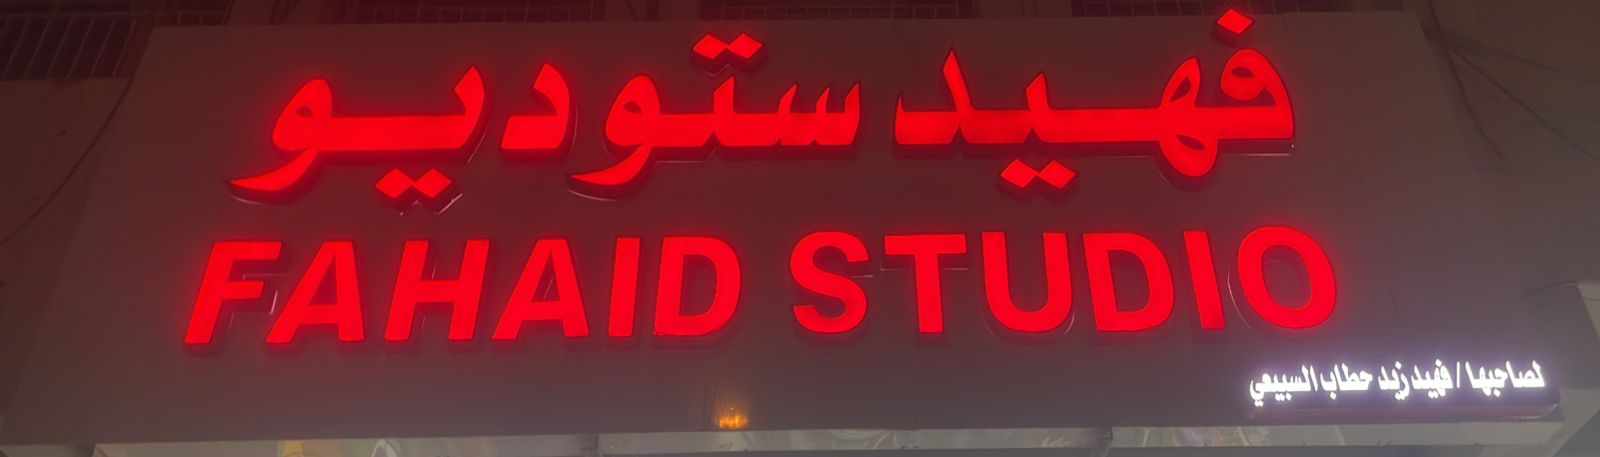 فهيد ستوديو
FAHAID STUDIO
لصاحبها / فهيد زيد حطاب السبيعي